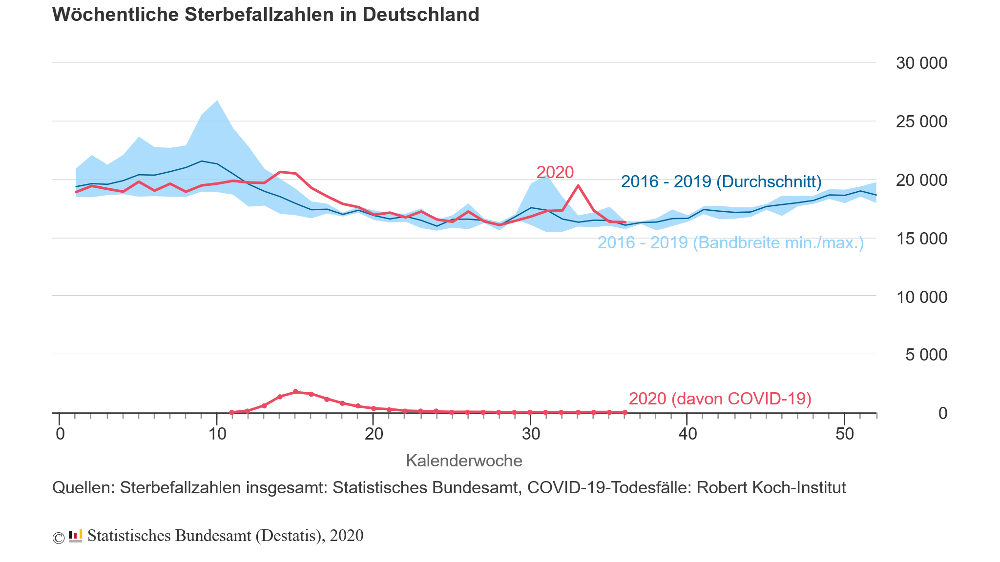 Wöchentliche Sterbefallzahlen in Deutschland
30 000
25 000
20 000
15 000
10 000
5 000
0
2020
2016 - 2019 (Durchschnitt)
2016 - 2019 (Bandbreite min./max.)
2020 (davon COVID-19)
0 10 20 30 40 50
Kalenderwoche
Quellen: Sterbefallzahlen insgesamt: Statistisches Bundesamt, COVID-19-Todesfälle: Robert Koch-Institut
© Statistisches Bundesamt (Destatis), 2020